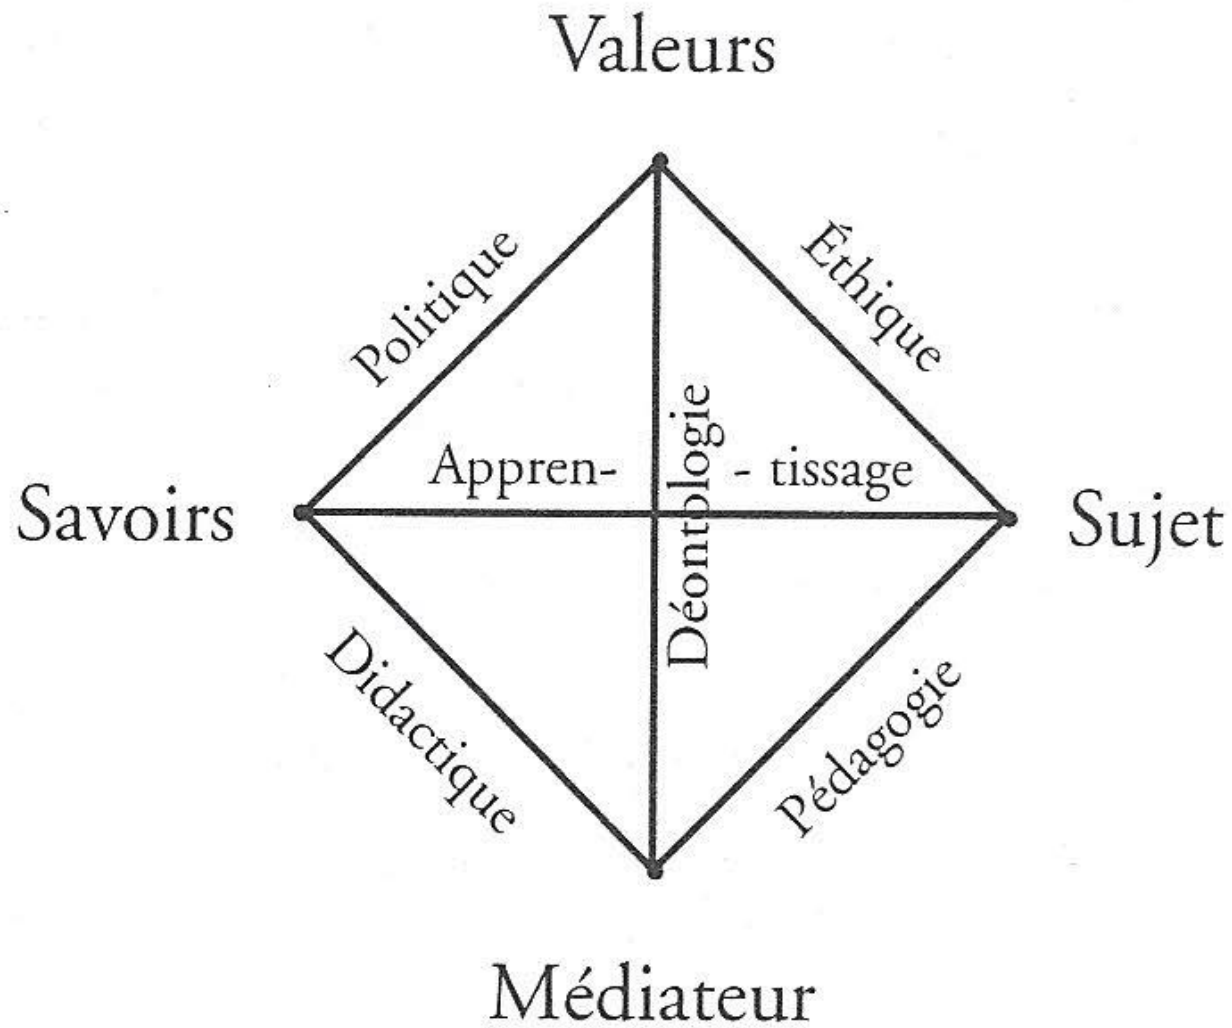 Valeurs
Politique
Éthique
Appren-
- tissage
Déontologie
Savoirs
Sujet
Didactique
Pédagogie
Médiateur